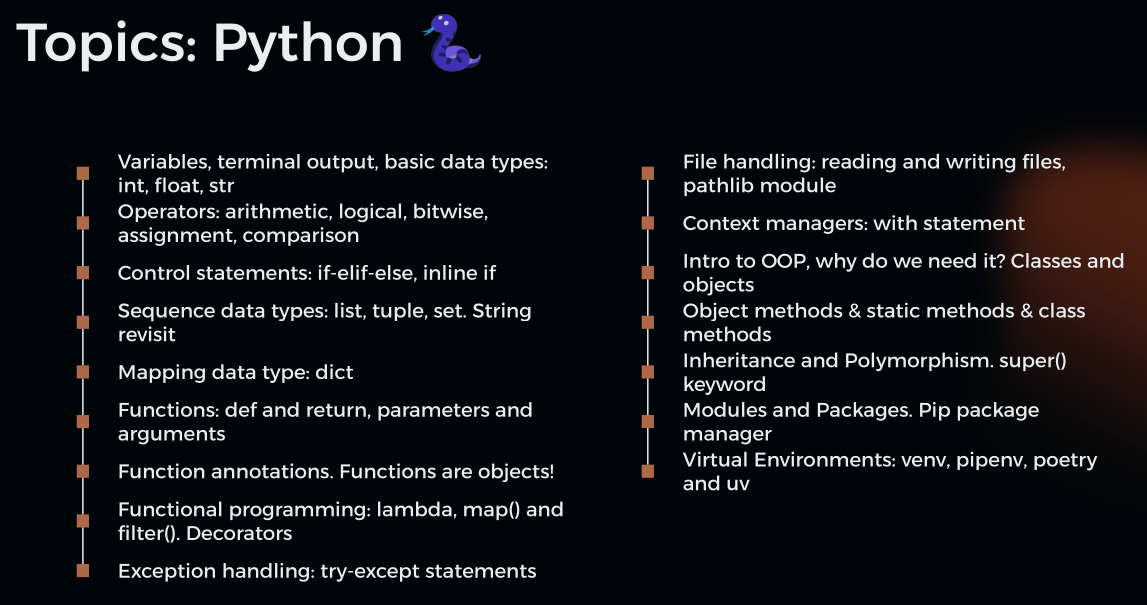 Topics: Python
Variables, terminal output, basic data types:
int, float, str
Operators: arithmetic, logical, bitwise,
assignment, comparison
Control statements: if-elif-else, inline if
Sequence data types: list, tuple, set. String
revisit
Mapping data type: dict
Functions: def and return, parameters and
arguments
Function annotations. Functions are objects!
Functional programming: lambda, map() and
filter(). Decorators
Exception handling: try-except statements
File handling: reading and writing files,
pathlib module
Context managers: with statement
Intro to OOP, why do we need it? Classes and
objects
Object methods & static methods & class
methods
Inheritance and Polymorphism. super()
keyword
Modules and Packages. Pip package
manager
Virtual Environments: venv, pipenv, poetry
and uv